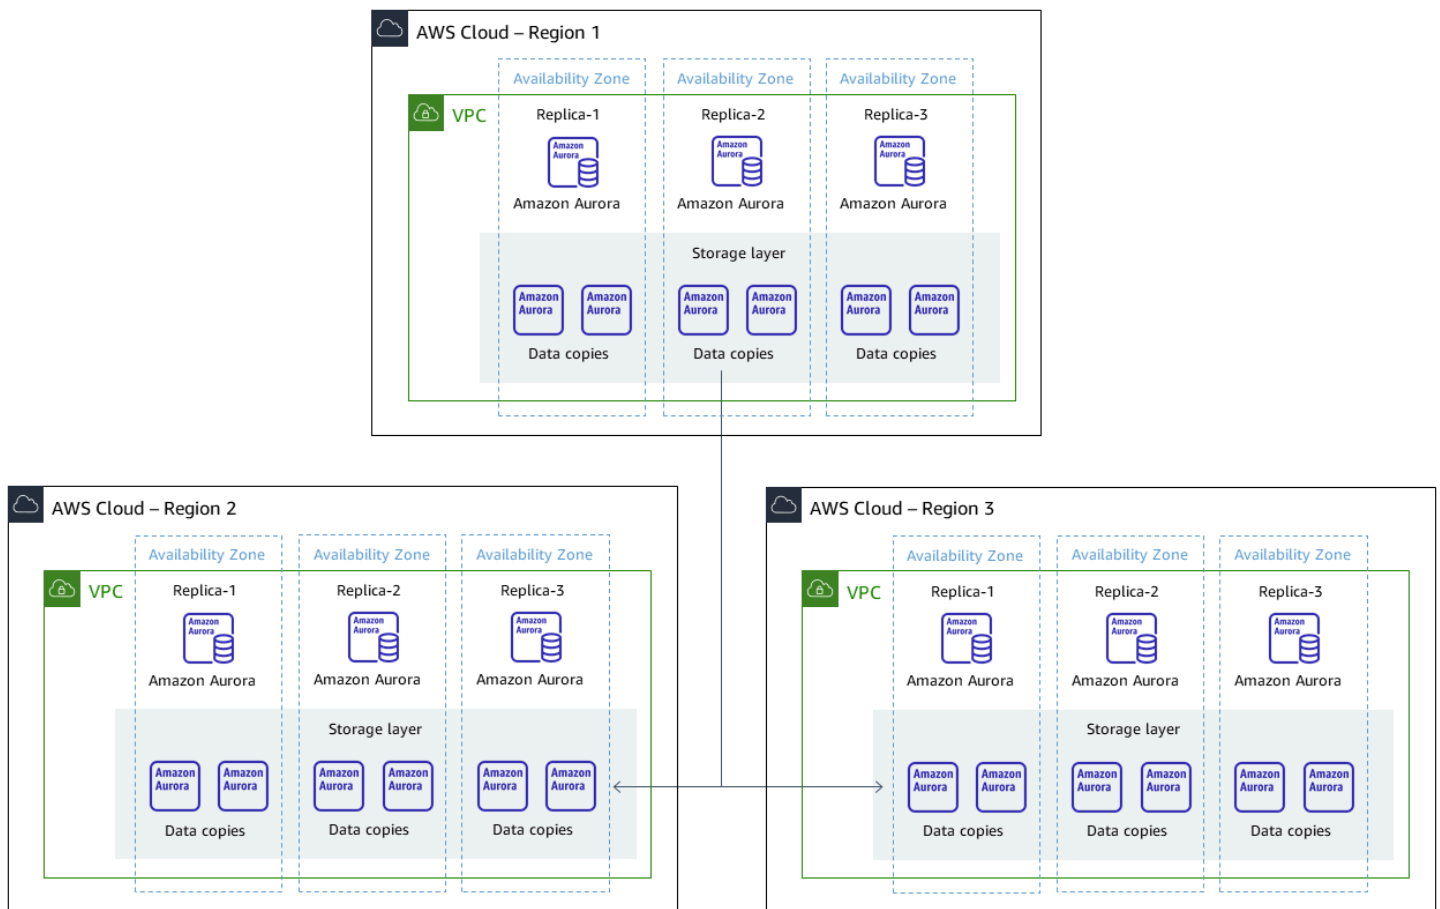 AWS Cloud – Region 1
Availability Zone
Availability Zone
Availability Zone
VPC
Replica-1
Replica-2
Replica-3
Amazon
Aurora
Amazon
Aurora
Amazon
Aurora
Amazon Aurora
Amazon Aurora
Amazon Aurora
Storage layer
Amazon
Aurora
Amazon
Aurora
Amazon
Aurora
Amazon
Aurora
Amazon
Aurora
Amazon
Aurora
Data copies
Data copies
Data copies
AWS Cloud – Region 2
Availability Zone
Availability Zone
Availability Zone
VPC
Replica-1
Replica-2
Replica-3
Amazon
Aurora
Amazon
Aurora
Amazon
Aurora
Amazon Aurora
Amazon Aurora
Amazon Aurora
Storage layer
Amazon
Aurora
Amazon
Aurora
Amazon
Aurora
Amazon
Aurora
Amazon
Aurora
Amazon
Aurora
Data copies
Data copies
Data copies
AWS Cloud – Region 3
Availability Zone
Availability Zone
Availability Zone
VPC
Replica-1
Replica-2
Replica-3
Amazon
Aurora
Amazon
Aurora
Amazon
Aurora
Amazon Aurora
Amazon Aurora
Amazon Aurora
Storage layer
Amazon
Aurora
Amazon
Aurora
Amazon
Aurora
Amazon
Aurora
Amazon
Aurora
Amazon
Aurora
Data copies
Data copies
Data copies